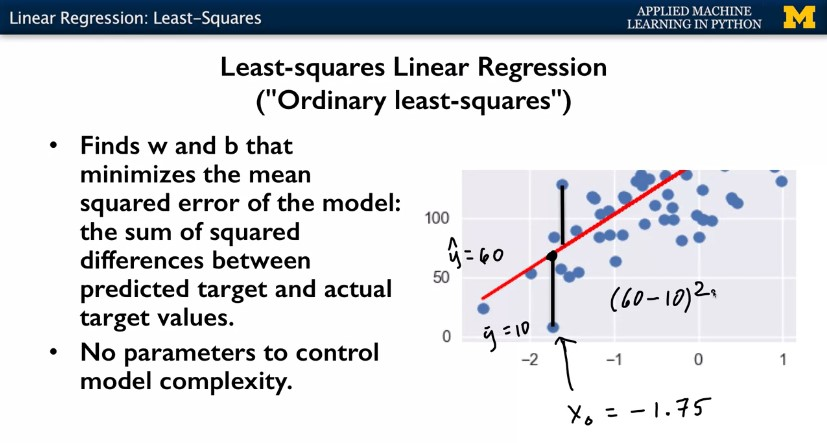 Linear Regression: Least-Squares
APPLIED MACHINE
LEARNING IN PYTHON
M
Least-squares Linear Regression
("Ordinary least-squares")
• Finds w and b that
minimizes the mean
squared error of the model:
the sum of squared
differences between
predicted target and actual
target values.
• No parameters to control
model complexity.
100
ŷ = 60
50
(60-10)²
y = 10
0
−2
−1
0
1
x₀ = -1.75